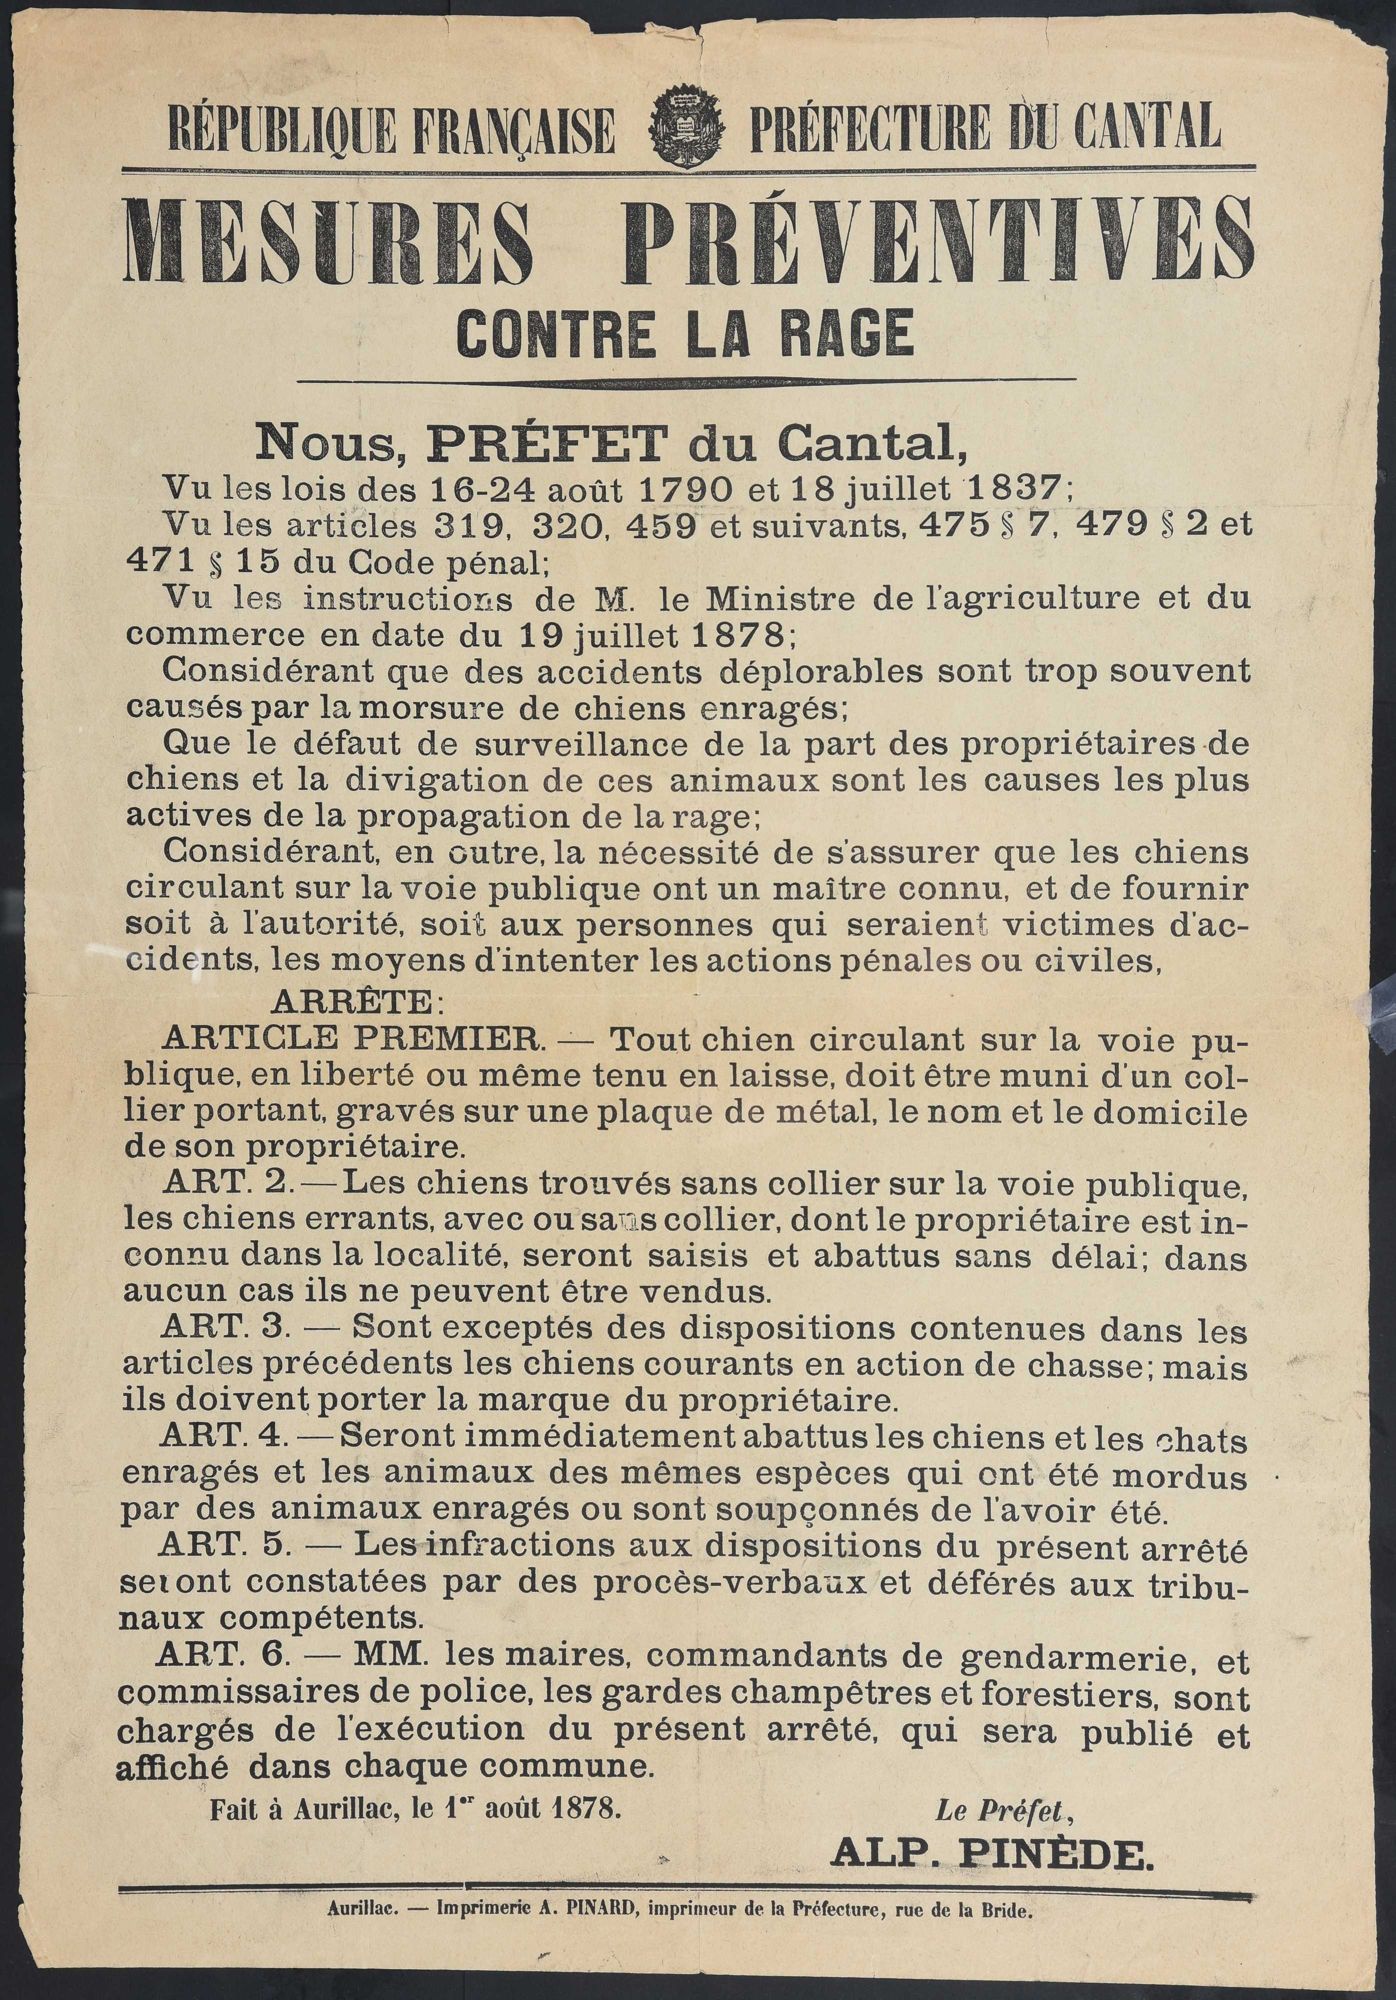 RÉPUBLIQUE FRANÇAISE PRÉFECTURE DU CANTAL
MESURES PRÉVENTIVES
CONTRE LA RAGE
Nous, PRÉFET du Cantal,
Vu les lois des 16-24 août 1790 et 18 juillet 1837;
Vu les articles 319, 320, 459 et suivants, 475 § 7, 479 § 2 et
471 § 15 du Code pénal;
Vu les instructions de M. le Ministre de l'agriculture et du
commerce en date du 19 juillet 1878;
Considérant que des accidents déplorables sont trop souvent
causés par la morsure de chiens enragés;
Que le défaut de surveillance de la part des propriétaires de
chiens et la divigation de ces animaux sont les causes les plus
actives de la propagation de la rage;
Considérant, en outre, la nécessité de s'assurer que les chiens
circulant sur la voie publique ont un maître connu, et de fournir
soit à l'autorité, soit aux personnes qui seraient victimes d'ac-
cidents, les moyens d'intenter les actions pénales ou civiles,
ARRÊTE:
ARTICLE PREMIER. — Tout chien circulant sur la voie pu-
blique, en liberté ou même tenu en laisse, doit être muni d'un col-
lier portant, gravés sur une plaque de métal, le nom et le domicile
de son propriétaire.
ART. 2. — Les chiens trouvés sans collier sur la voie publique,
les chiens errants, avec ou sans collier, dont le propriétaire est in-
connu dans la localité, seront saisis et abattus sans délai; dans
aucun cas ils ne peuvent être vendus.
ART. 3. — Sont exceptés des dispositions contenues dans les
articles précédents les chiens courants en action de chasse; mais
ils doivent porter la marque du propriétaire.
ART. 4. — Seront immédiatement abattus les chiens et les chats
enragés et les animaux des mêmes espèces qui ont été mordus
par des animaux enragés ou sont soupçonnés de l'avoir été.
ART. 5. — Les infractions aux dispositions du présent arrêté
seront constatées par des procès-verbaux et déférés aux tribu-
naux compétents.
ART. 6. — MM. les maires, commandants de gendarmerie, et
commissaires de police, les gardes champêtres et forestiers, sont
chargés de l'exécution du présent arrêté, qui sera publié et
affiché dans chaque commune.
Fait à Aurillac, le 1er août 1878.
Le Préfet,
ALP. PINÈDE.
Aurillac. — Imprimerie A. PINARD, imprimeur de la Préfecture, rue de la Bride.